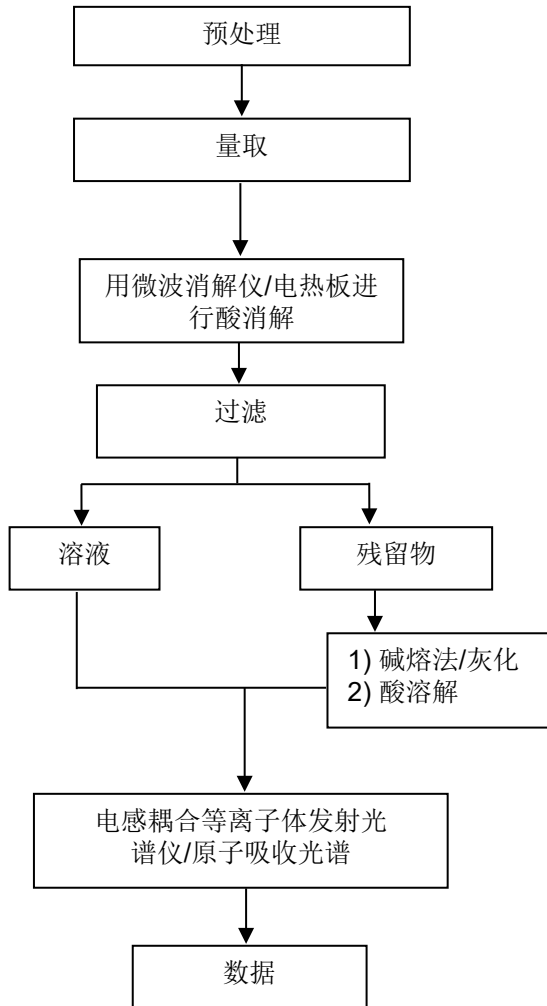 预处理
量取
用微波消解仪/电热板进
行酸消解
过滤
溶液
残留物
1) 碱熔法/灰化
2) 酸溶解
电感耦合等离子体发射光
谱仪/原子吸收光谱
数据